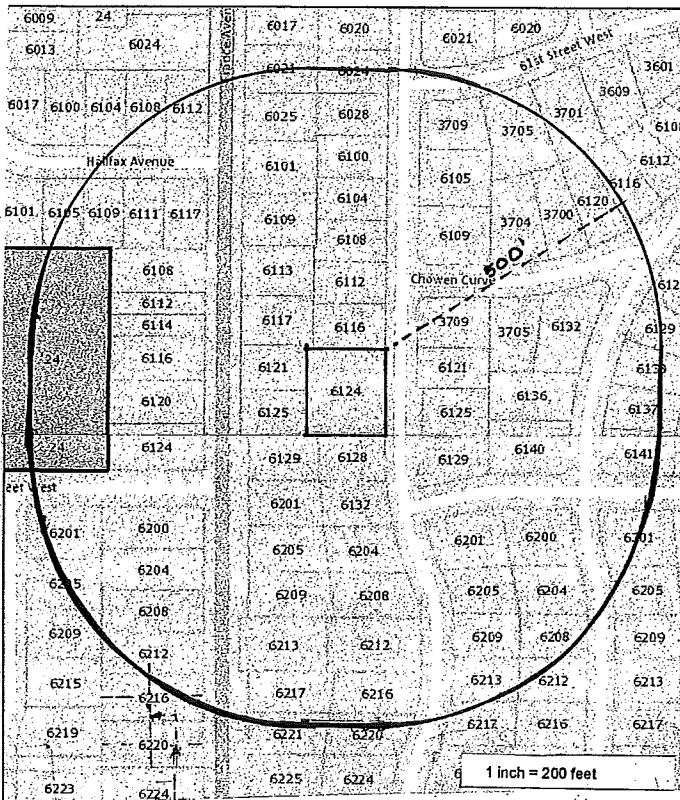 6009 24 6017 6020 6021 6020
6013 6024 61st Street West 3601
6021 6024 3609
6017 6100 6104 6108 6112 6025 6028 3709 3705 3701
Halifax Avenue 6101 6100 6112
6104 6105 6116
6101 6105 6109 6111 6117 6109 6108 6109 3704 3700 6120
6108 6113 6112 Chowen Curve 500'
6112
6114 6117 6116 3709 3705 6132 6129
24 6116 6121 6121
6120 6124 6136
6125 6125 6137
24 6124 6129 6128 6129 6140 6141
6201 6200 6201 6132 6201 6200 6201
6205 6204
6205 6204 6209 6208 6205 6204 6205
6208
6209 6212 6213 6212 6209 6208 6209
6215 6216 6217 6216 6213 6212 6213
6219 6220 6221 6220 6217 6216 6217
6223 6224 6225 6224
1 inch = 200 feet